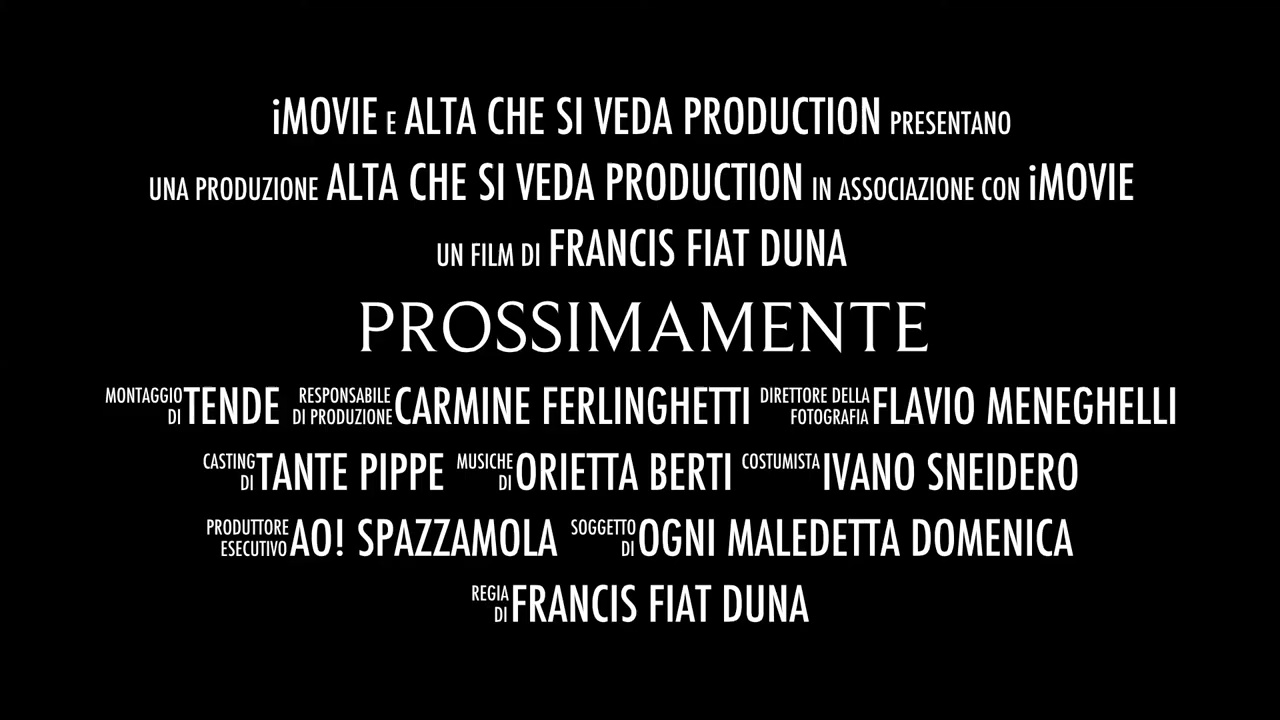 iMOVIE E ALTA CHE SI VEDA PRODUCTION PRESENTANO
UNA PRODUZIONE ALTA CHE SI VEDA PRODUCTION IN ASSOCIAZIONE CON iMOVIE
UN FILM DI FRANCIS FIAT DUNA
PROSSIMAMENTE
MONTAGGIO DI TENDE RESPONSABILE DI PRODUZIONE CARMINE FERLINGHETTI DIRETTORE DELLA FOTOGRAFIA FLAVIO MENEGHELLI
CASTING DI TANTE PIPPE MUSICHE DI ORIETTA BERTI COSTUMISTA IVANO SNEIDERO
PRODUTTORE ESECUTIVO AO! SPAZZAMOLA SOGGETTO DI OGNI MALEDETTA DOMENICA
REGIA DI FRANCIS FIAT DUNA